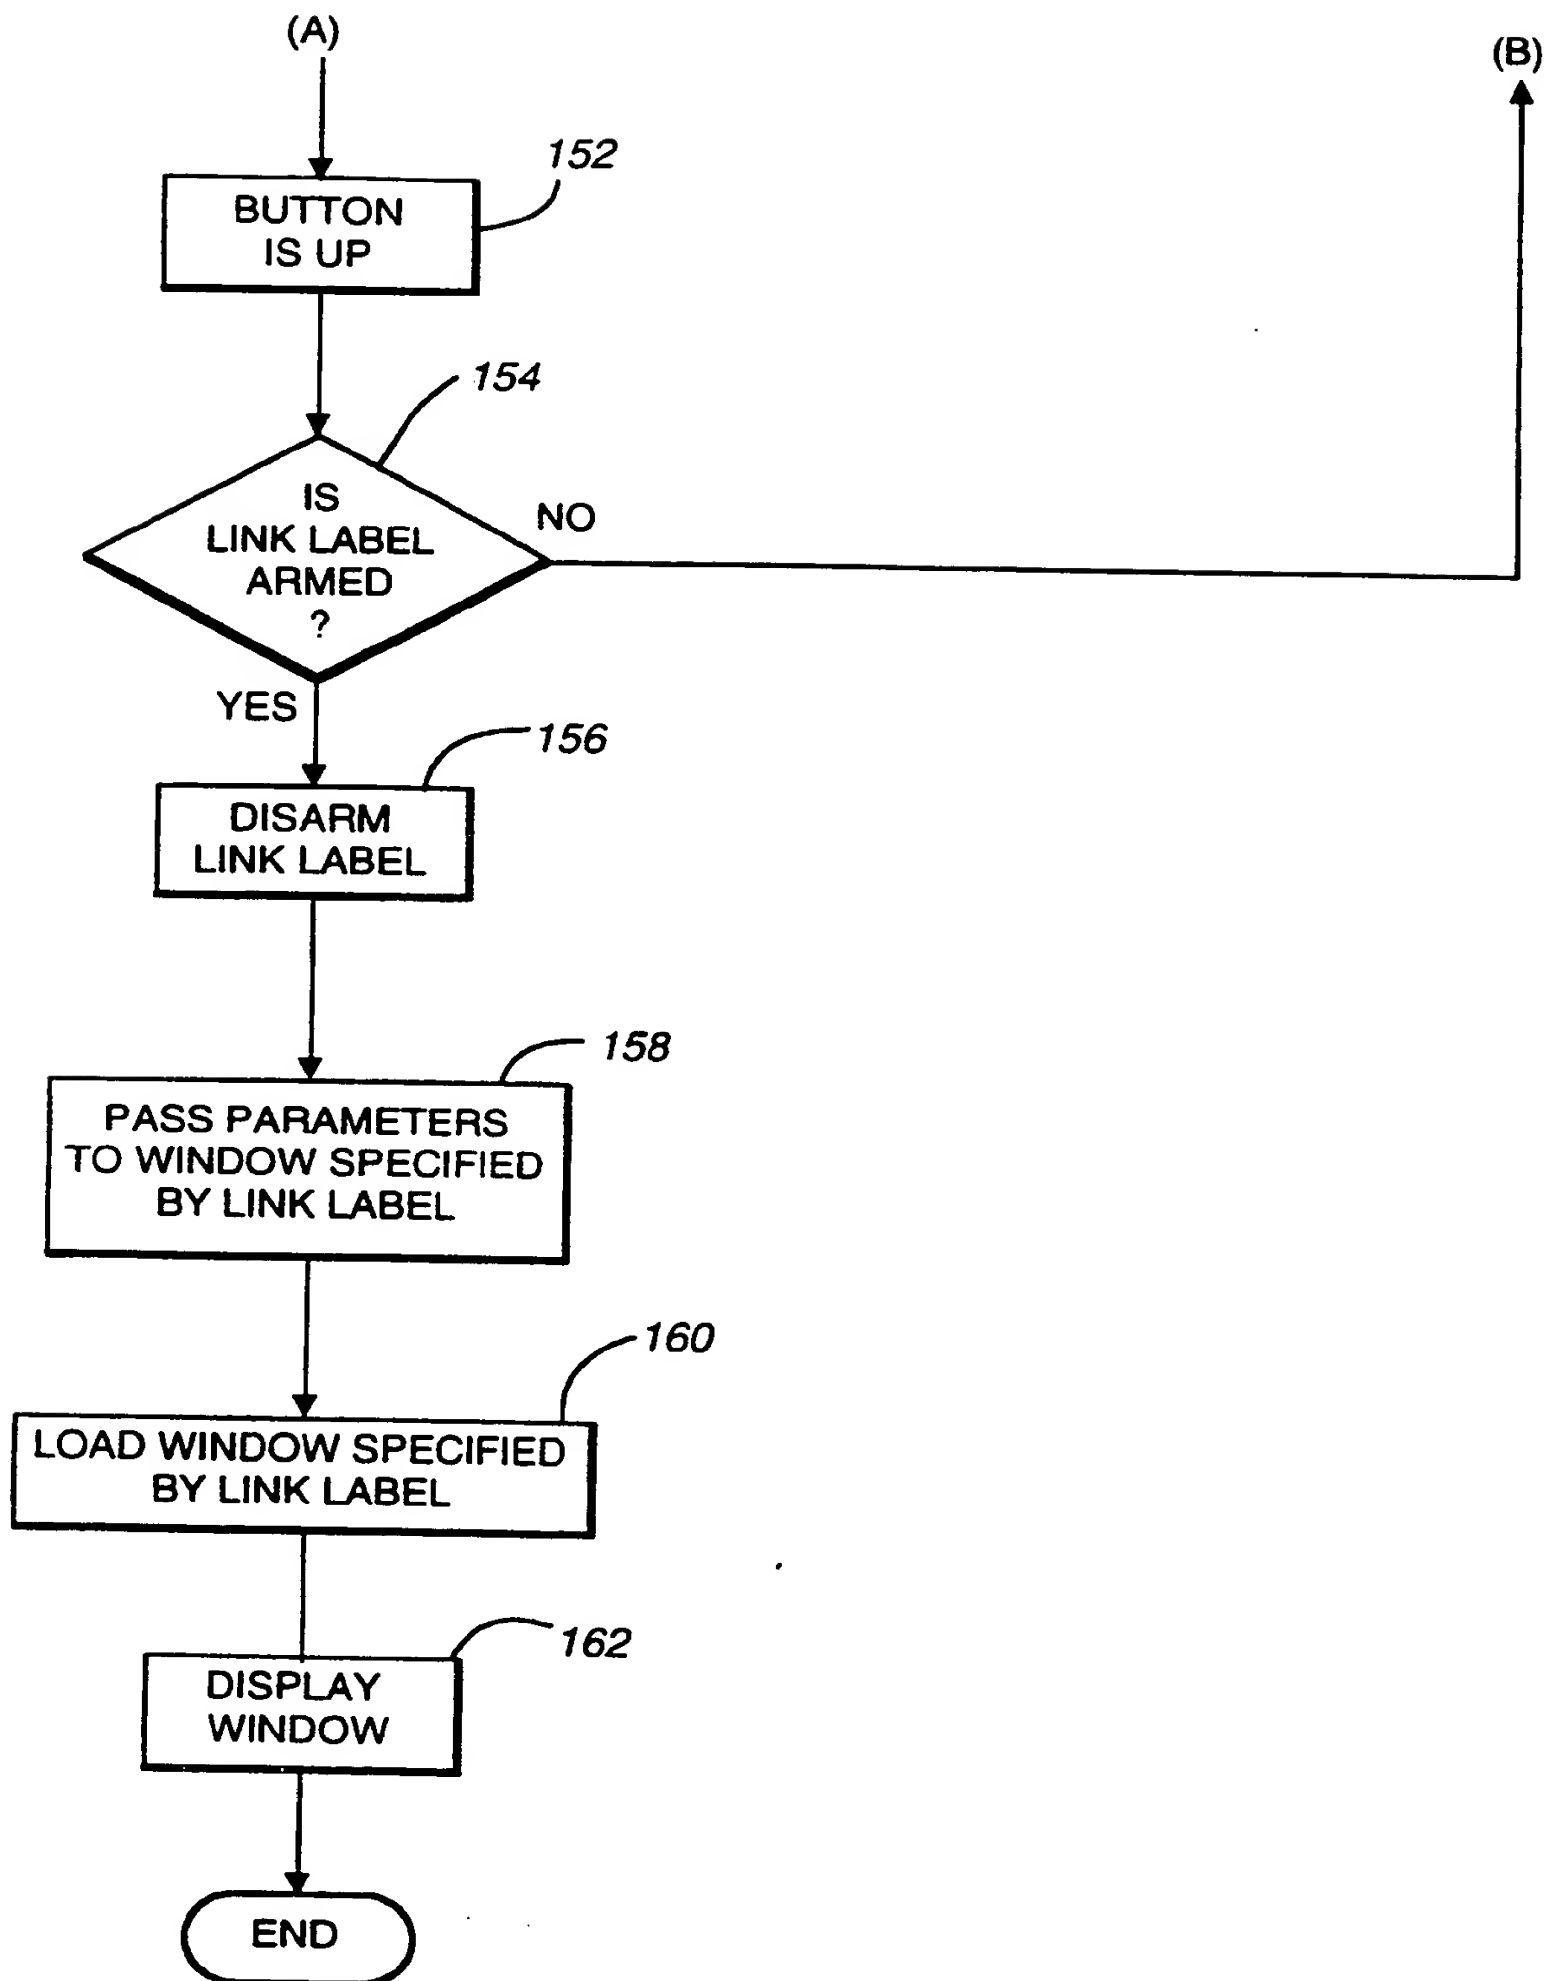 (A)
(B)
152
BUTTON
IS UP
154
IS
LINK LABEL
ARMED
?
NO
YES
156
DISARM
LINK LABEL
158
PASS PARAMETERS
TO WINDOW SPECIFIED
BY LINK LABEL
160
LOAD WINDOW SPECIFIED
BY LINK LABEL
162
DISPLAY
WINDOW
END